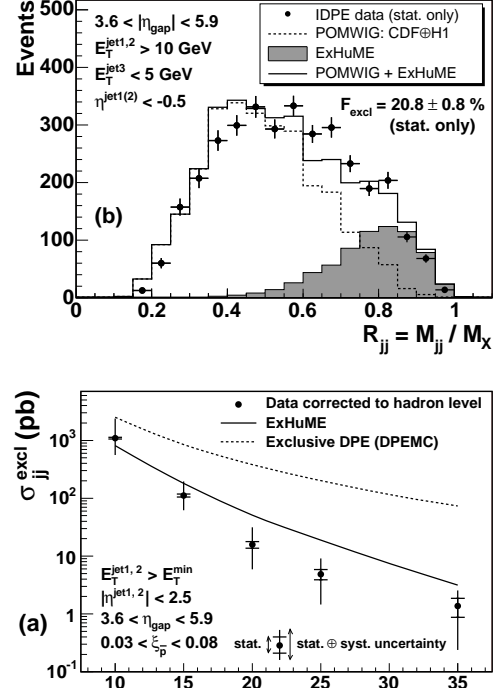 3.6 < |η_gap| < 5.9
E_T^jet1,2 > 10 GeV
E_T^jet3 < 5 GeV
η^jet1(2) < -0.5
IDPE data (stat. only)
POMWIG: CDF⊕H1
ExHuME
POMWIG + ExHuME
F_excl = 20.8 ± 0.8 %
(stat. only)
Events
500
400
300
200
100
0
(b)
0 0.2 0.4 0.6 0.8 1
R_jj = M_jj / M_X
Data corrected to hadron level
ExHuME
Exclusive DPE (DPEMC)
σ_jj^excl (pb)
10^3
10^2
10
1
10^-1
E_T^jet1, 2 > E_T^min
|η^jet1, 2| < 2.5
3.6 < η_gap < 5.9
0.03 < ξ_p̄ < 0.08
(a)
stat. stat. ⊕ syst. uncertainty
10 15 20 25 30 35